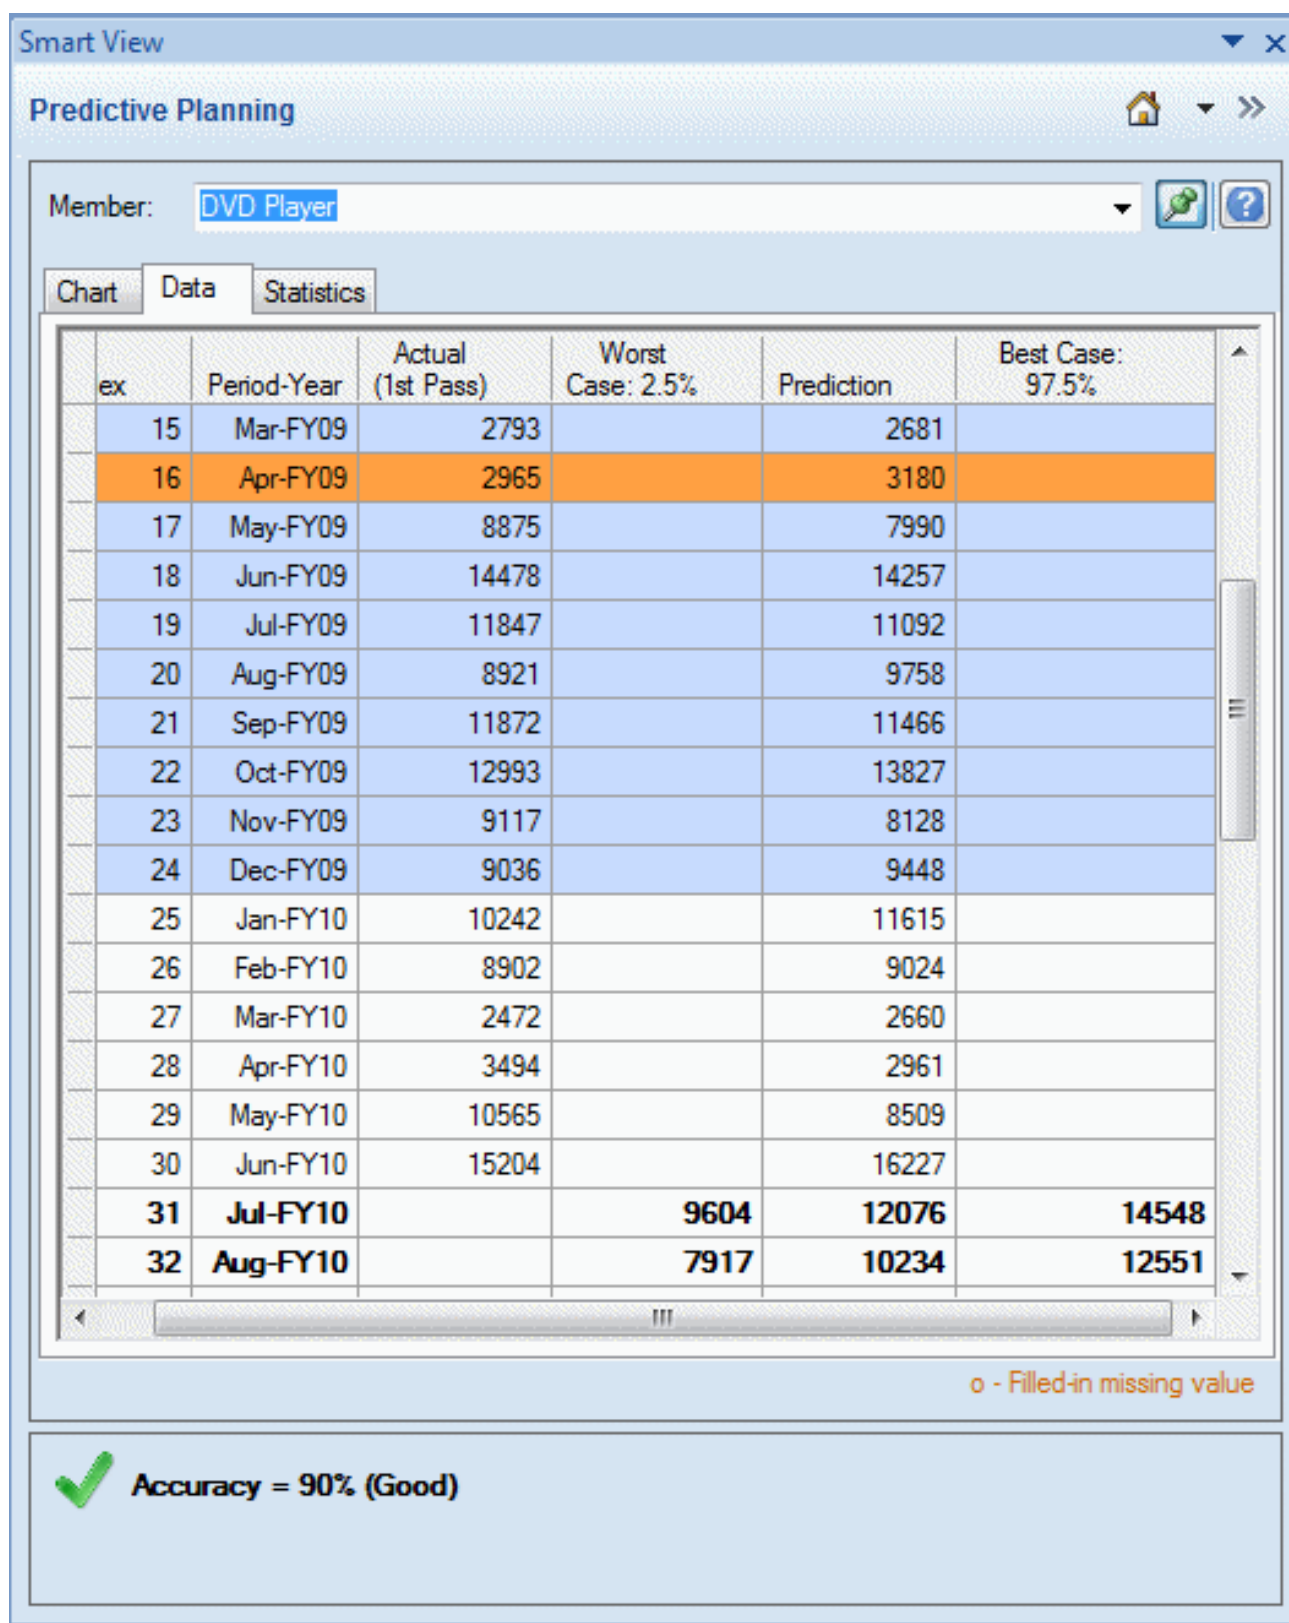 Smart View
Predictive Planning
Member: DVD Player
Chart Data Statistics
ex Period-Year Actual (1st Pass) Worst Case: 2.5% Prediction Best Case: 97.5%
15 Mar-FY09 2793 2681
16 Apr-FY09 2965 3180
17 May-FY09 8875 7990
18 Jun-FY09 14478 14257
19 Jul-FY09 11847 11092
20 Aug-FY09 8921 9758
21 Sep-FY09 11872 11466
22 Oct-FY09 12993 13827
23 Nov-FY09 9117 8128
24 Dec-FY09 9036 9448
25 Jan-FY10 10242 11615
26 Feb-FY10 8902 9024
27 Mar-FY10 2472 2660
28 Apr-FY10 3494 2961
29 May-FY10 10565 8509
30 Jun-FY10 15204 16227
31 Jul-FY10 9604 12076 14548
32 Aug-FY10 7917 10234 12551
o - Filled-in missing value
Accuracy = 90% (Good)